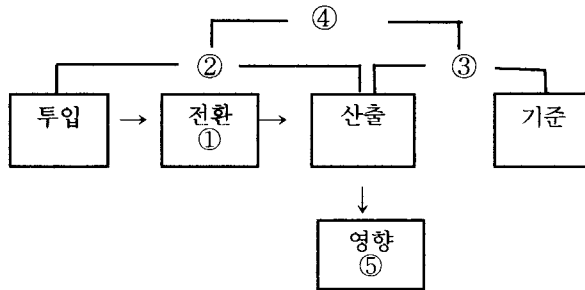 ④
② ③
투입 → 전환 → 산출 기준
①
↓
영향
⑤